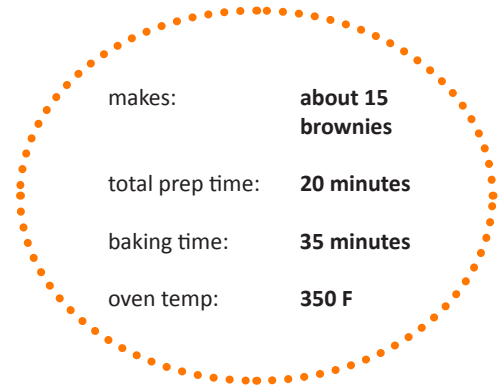 makes: about 15
brownies
total prep time: 20 minutes
baking time: 35 minutes
oven temp: 350 F